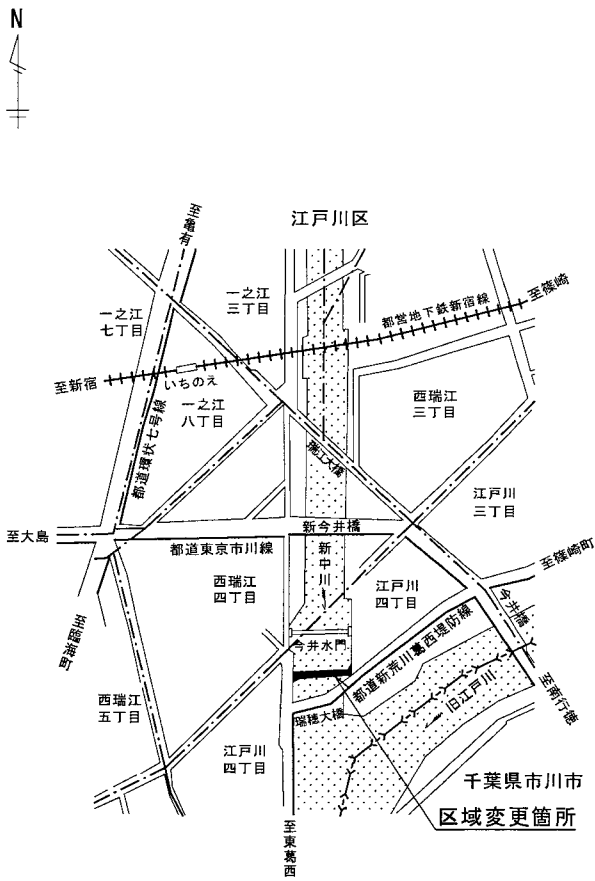 N
江戸川区
至亀有
一之江
三丁目
一之江
七丁目
都営地下鉄新宿線
至篠崎
至新宿
いちのえ
一之江
八丁目
西瑞江
三丁目
都道環状七号線
瑞江大橋
江戸川
三丁目
至大島
新今井橋
都道東京市川線
新中川
西瑞江
四丁目
江戸川
四丁目
至篠崎町
今井橋
至臨海町
今井水門
都道新荒川葛西堤防線
旧江戸川
至南行徳
西瑞江
五丁目
瑞穂大橋
江戸川
四丁目
千葉県市川市
区域変更箇所
至東葛西